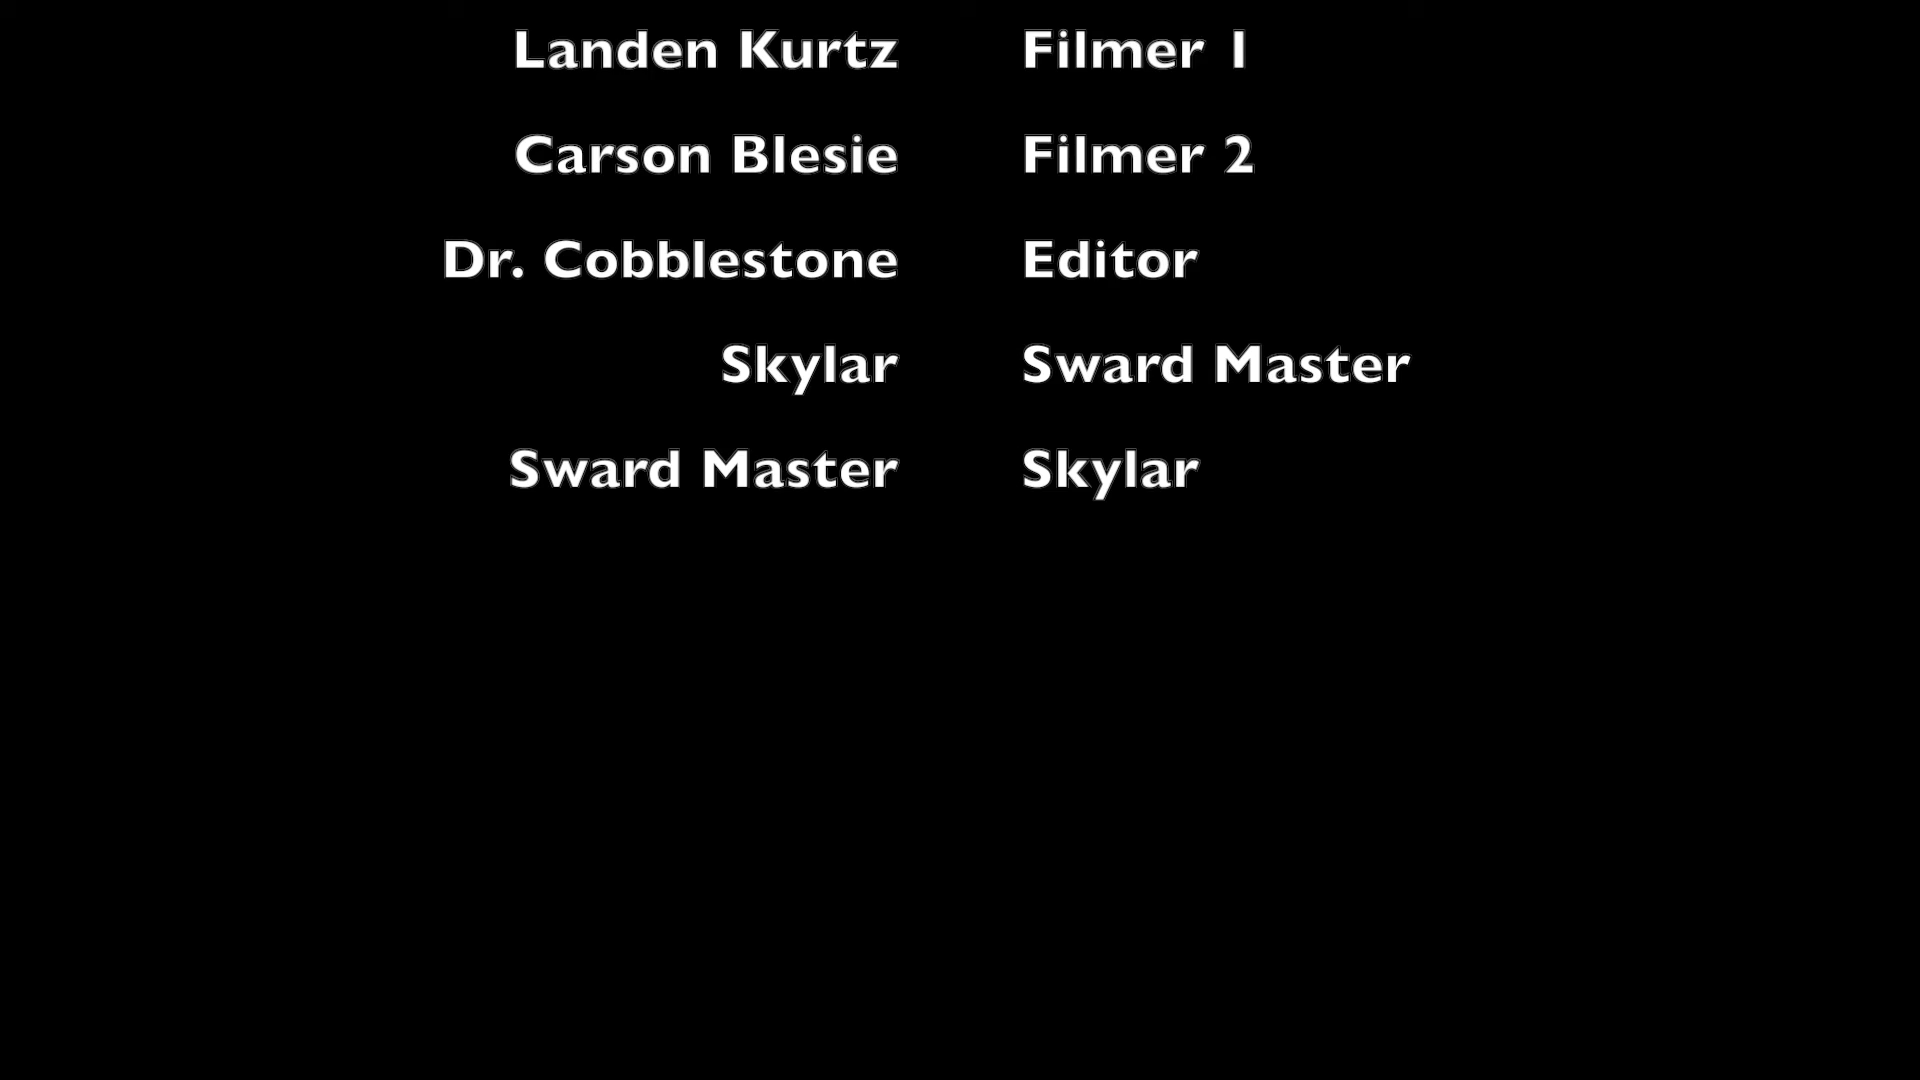 Landen Kurtz Filmer 1
Carson Blesie Filmer 2
Dr. Cobblestone Editor
Skylar Sward Master
Sward Master Skylar